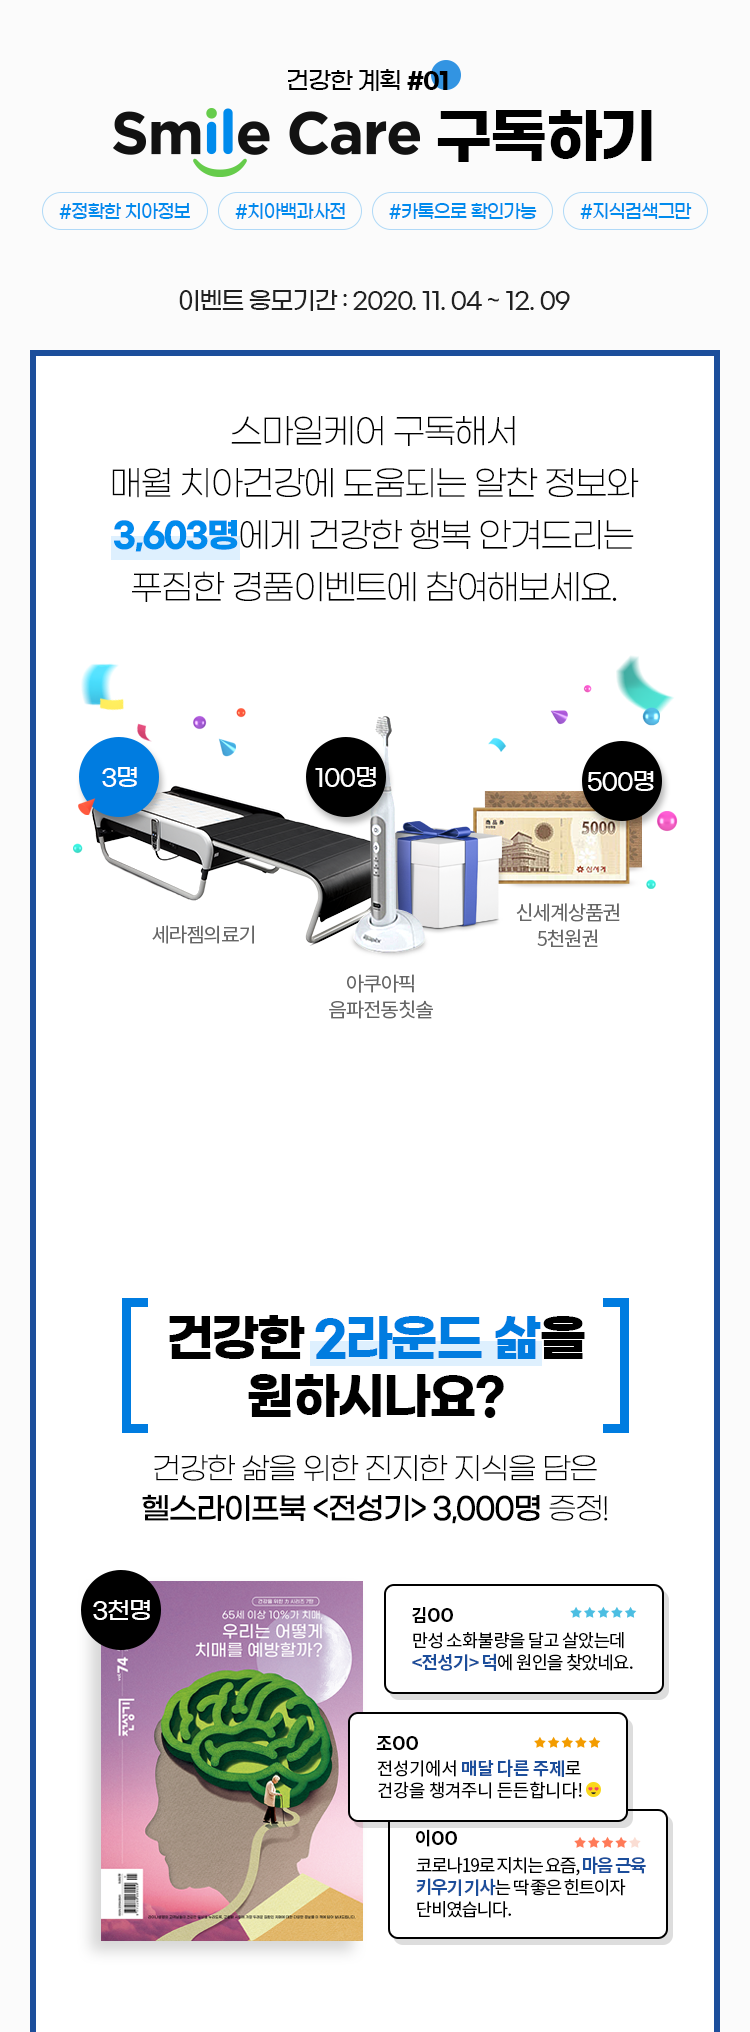 건강한 계획 #01
Smile Care 구독하기
#정확한 치아정보 #치아백과사전 #카톡으로 확인가능 #지식검색그만
이벤트 응모기간 : 2020. 11. 04 ~ 12. 09
스마일케어 구독해서
매월 치아건강에 도움되는 알찬 정보와
3,603명에게 건강한 행복 안겨드리는
푸짐한 경품이벤트에 참여해보세요.
3명
100명
500명
상품권
5000
신세계
세라젬의료기
신세계상품권
5천원권
아쿠아픽
음파전동칫솔
건강한 2라운드 삶을
원하시나요?
건강한 삶을 위한 진지한 지식을 담은
헬스라이프북 <전성기> 3,000명 증정!
3천명
65세 이상 10%가 치매
우리는 어떻게
치매를 예방할까?
vol.74
전성기
김OO
만성 소화불량을 달고 살았는데
<전성기> 덕에 원인을 찾았네요.
조OO
전성기에서 매달 다른 주제로
건강을 챙겨주니 든든합니다!
이OO
코로나19로 지치는 요즘, 마음 근육
키우기 기사는 딱 좋은 힌트이자
단비였습니다.